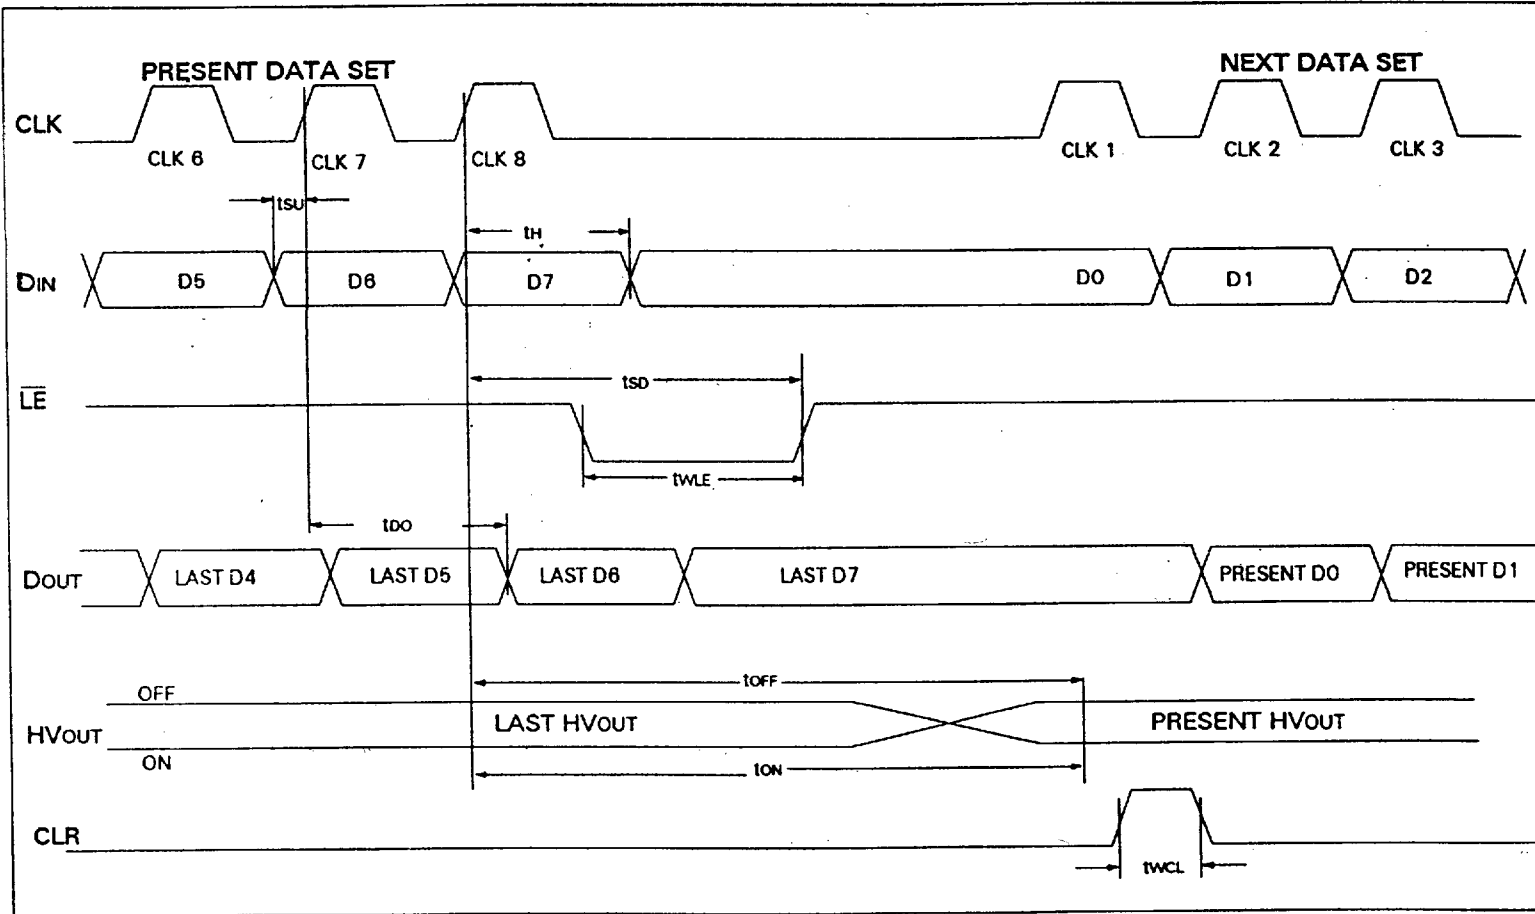 PRESENT DATA SET
NEXT DATA SET
CLK
CLK 6
CLK 7
CLK 8
CLK 1
CLK 2
CLK 3
tSU
tH
DIN
D5
D6
D7
D0
D1
D2
tSD
LE
tWLE
tDO
DOUT
LAST D4
LAST D5
LAST D6
LAST D7
PRESENT D0
PRESENT D1
tOFF
OFF
HVOUT
LAST HVOUT
PRESENT HVOUT
ON
tON
CLR
tWCL